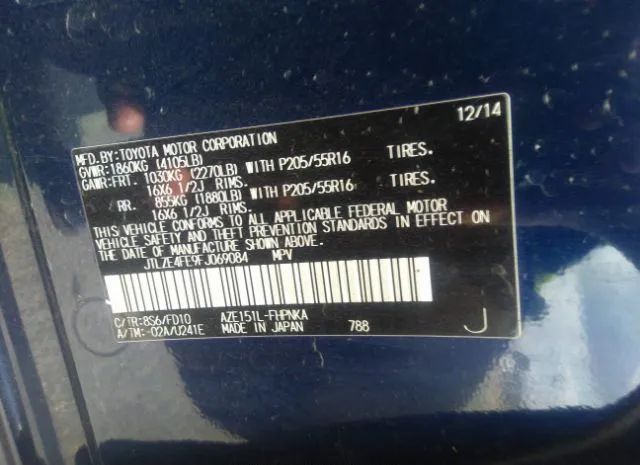 12/14
MFD.BY:TOYOTA MOTOR CORPORATION
GVWR:1860KG (4105LB)
GAWR:FRT. 1030KG (2270LB) WITH P205/55R16 TIRES.
16X6 1/2J RIMS.
RR. 855KG (1880LB) WITH P205/55R16 TIRES.
16X6 1/2J RIMS.
THIS VEHICLE CONFORMS TO ALL APPLICABLE FEDERAL MOTOR
VEHICLE SAFETY AND THEFT PREVENTION STANDARDS IN EFFECT ON
THE DATE OF MANUFACTURE SHOWN ABOVE.
JTLZE4FE9FJ069084 MPV
C/TR:8S6/FD10 AZE151L-FHPNKA
A/TM:-02A/U241E MADE IN JAPAN 788 J